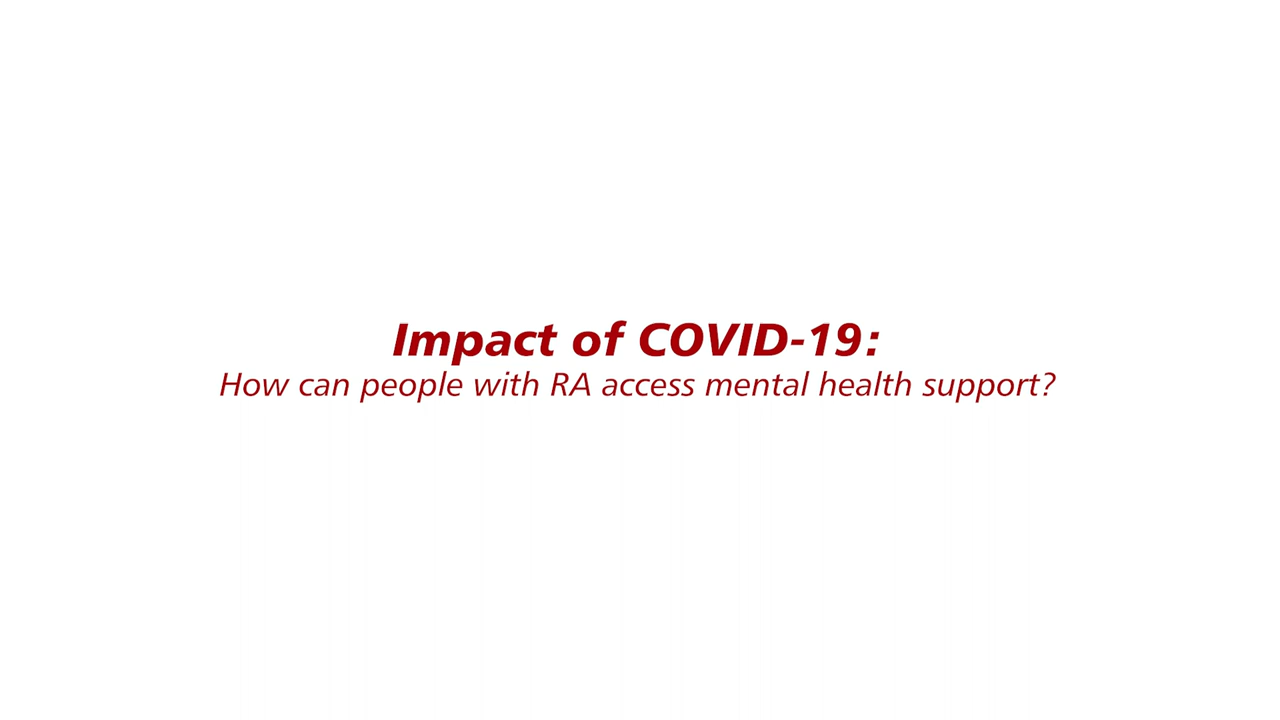 Impact of COVID-19:
How can people with RA access mental health support?